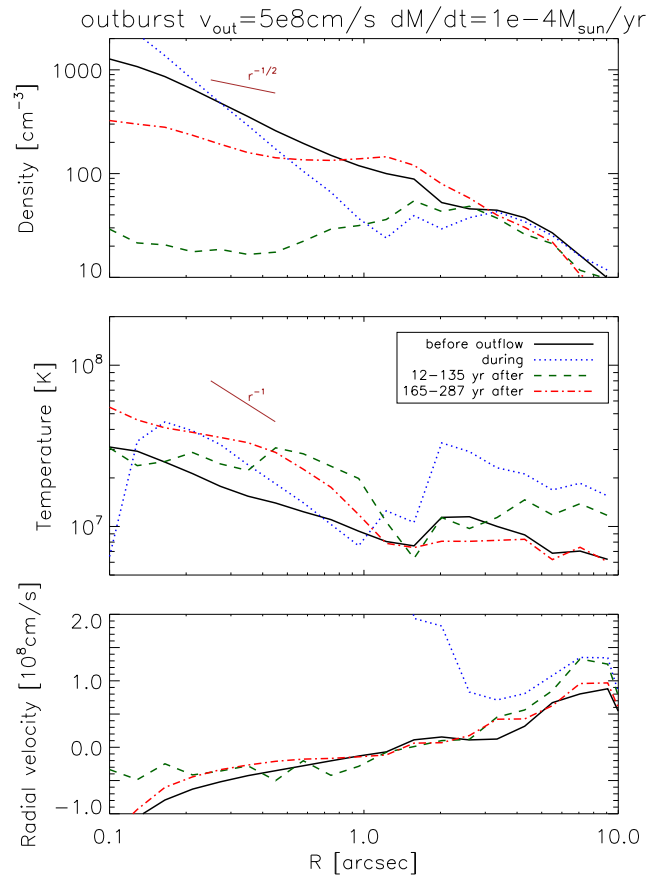 outburst v_out=5e8cm/s dM/dt=1e-4M_sun/yr
1000
100
10
Density [cm^-3]
r^-1/2
10^8
10^7
Temperature [K]
r^-1
before outflow
during
12-135 yr after
165-287 yr after
2.0
1.0
0.0
-1.0
Radial velocity [10^8cm/s]
0.1
1.0
10.0
R [arcsec]